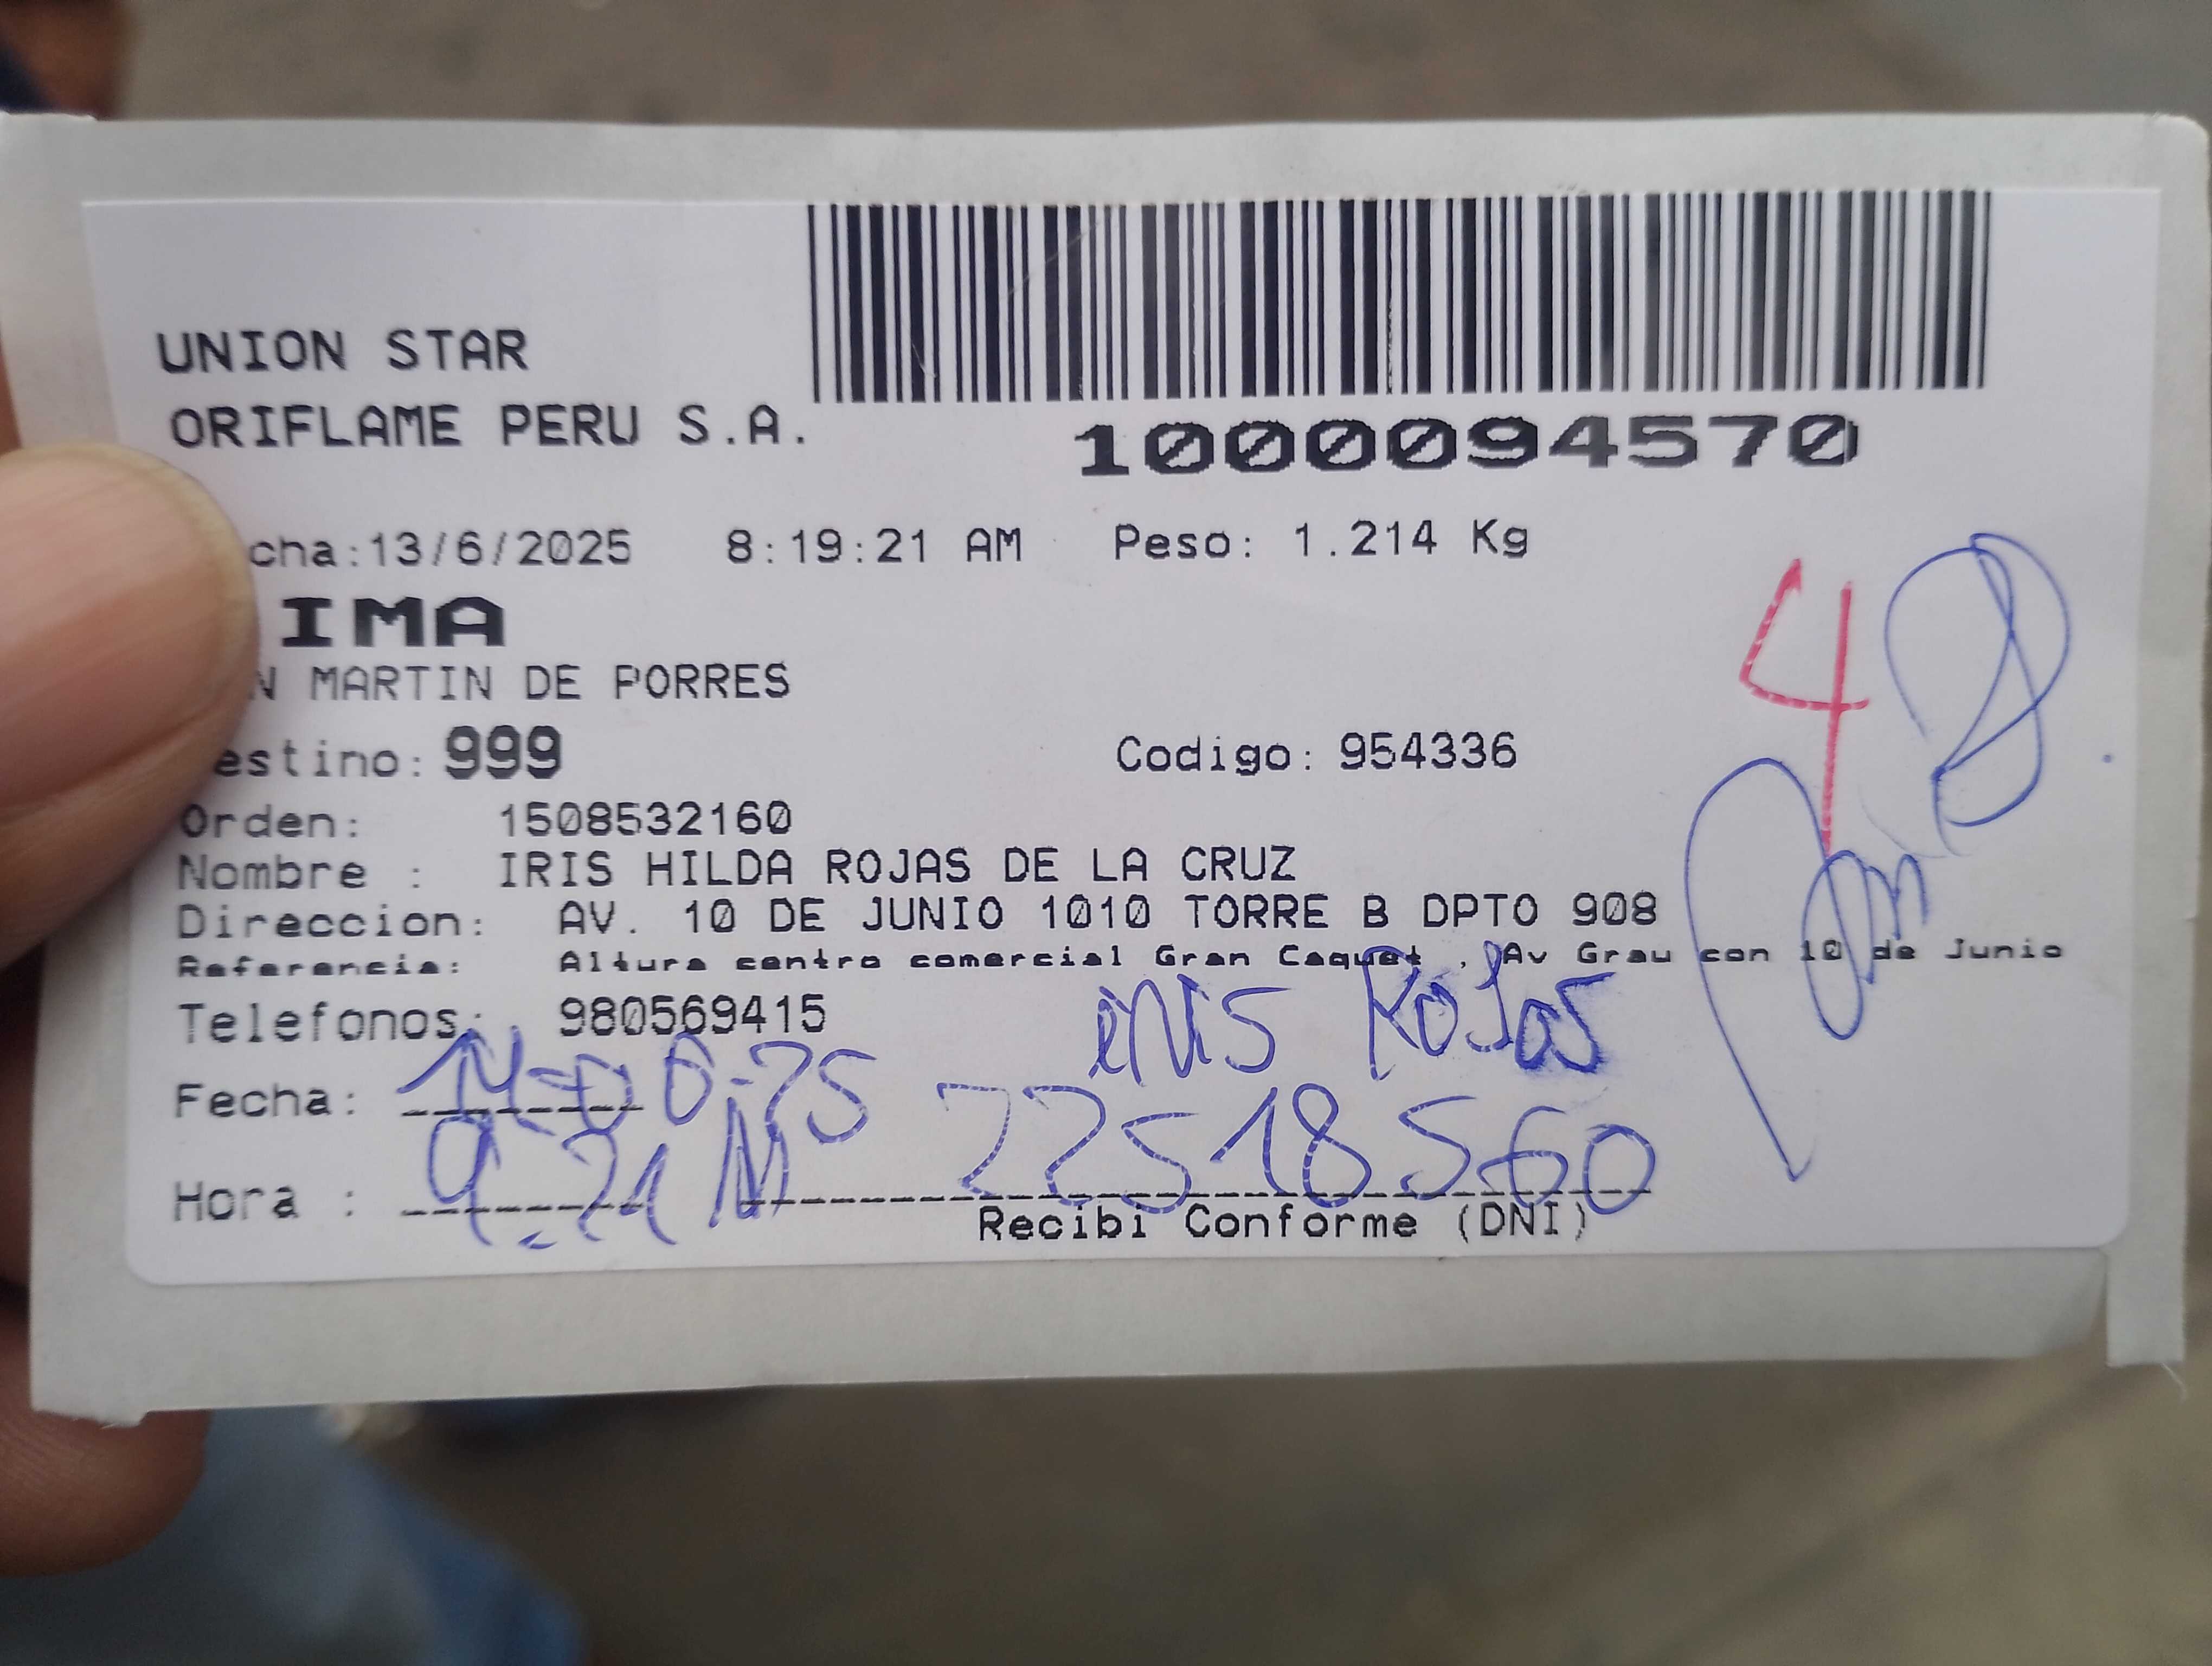 UNION STAR
ORIFLAME PERU S.A.
1000094570
cha:13/6/2025 8:19:21 AM Peso: 1.214 Kg
IMA
N MARTIN DE PORRES
estino: 999 Codigo: 954336
4
Orden: 1508532160
Nombre : IRIS HILDA ROJAS DE LA CRUZ
Direccion: AV. 10 DE JUNIO 1010 TORRE B DPTO 908
Referencia: Altura centro comercial Gran Caquet , Av Grau con 10 de Junio
Telefonos: 980569415
iNiS ROJas
Fecha:
22518560
Hora :
Recibi Conforme (DNI)